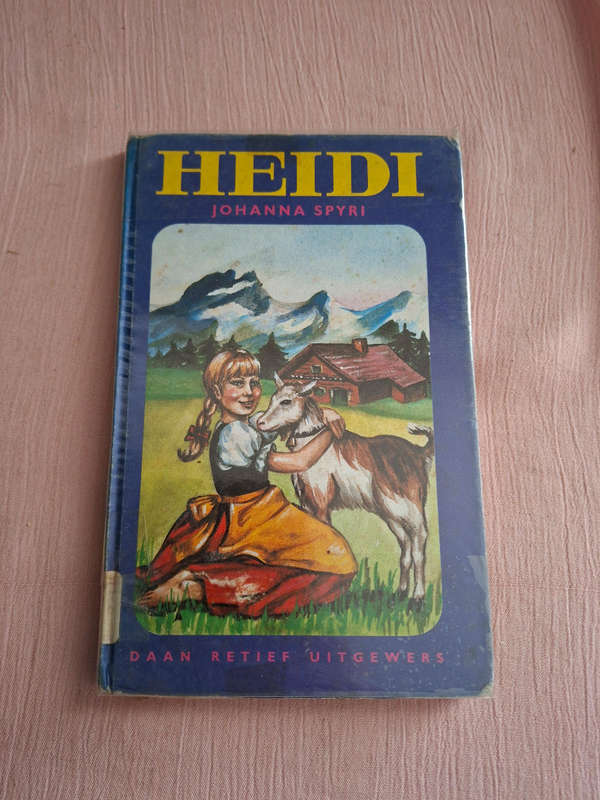 HEIDI
JOHANNA SPYRI
DAAN RETIEF UITGEWERS